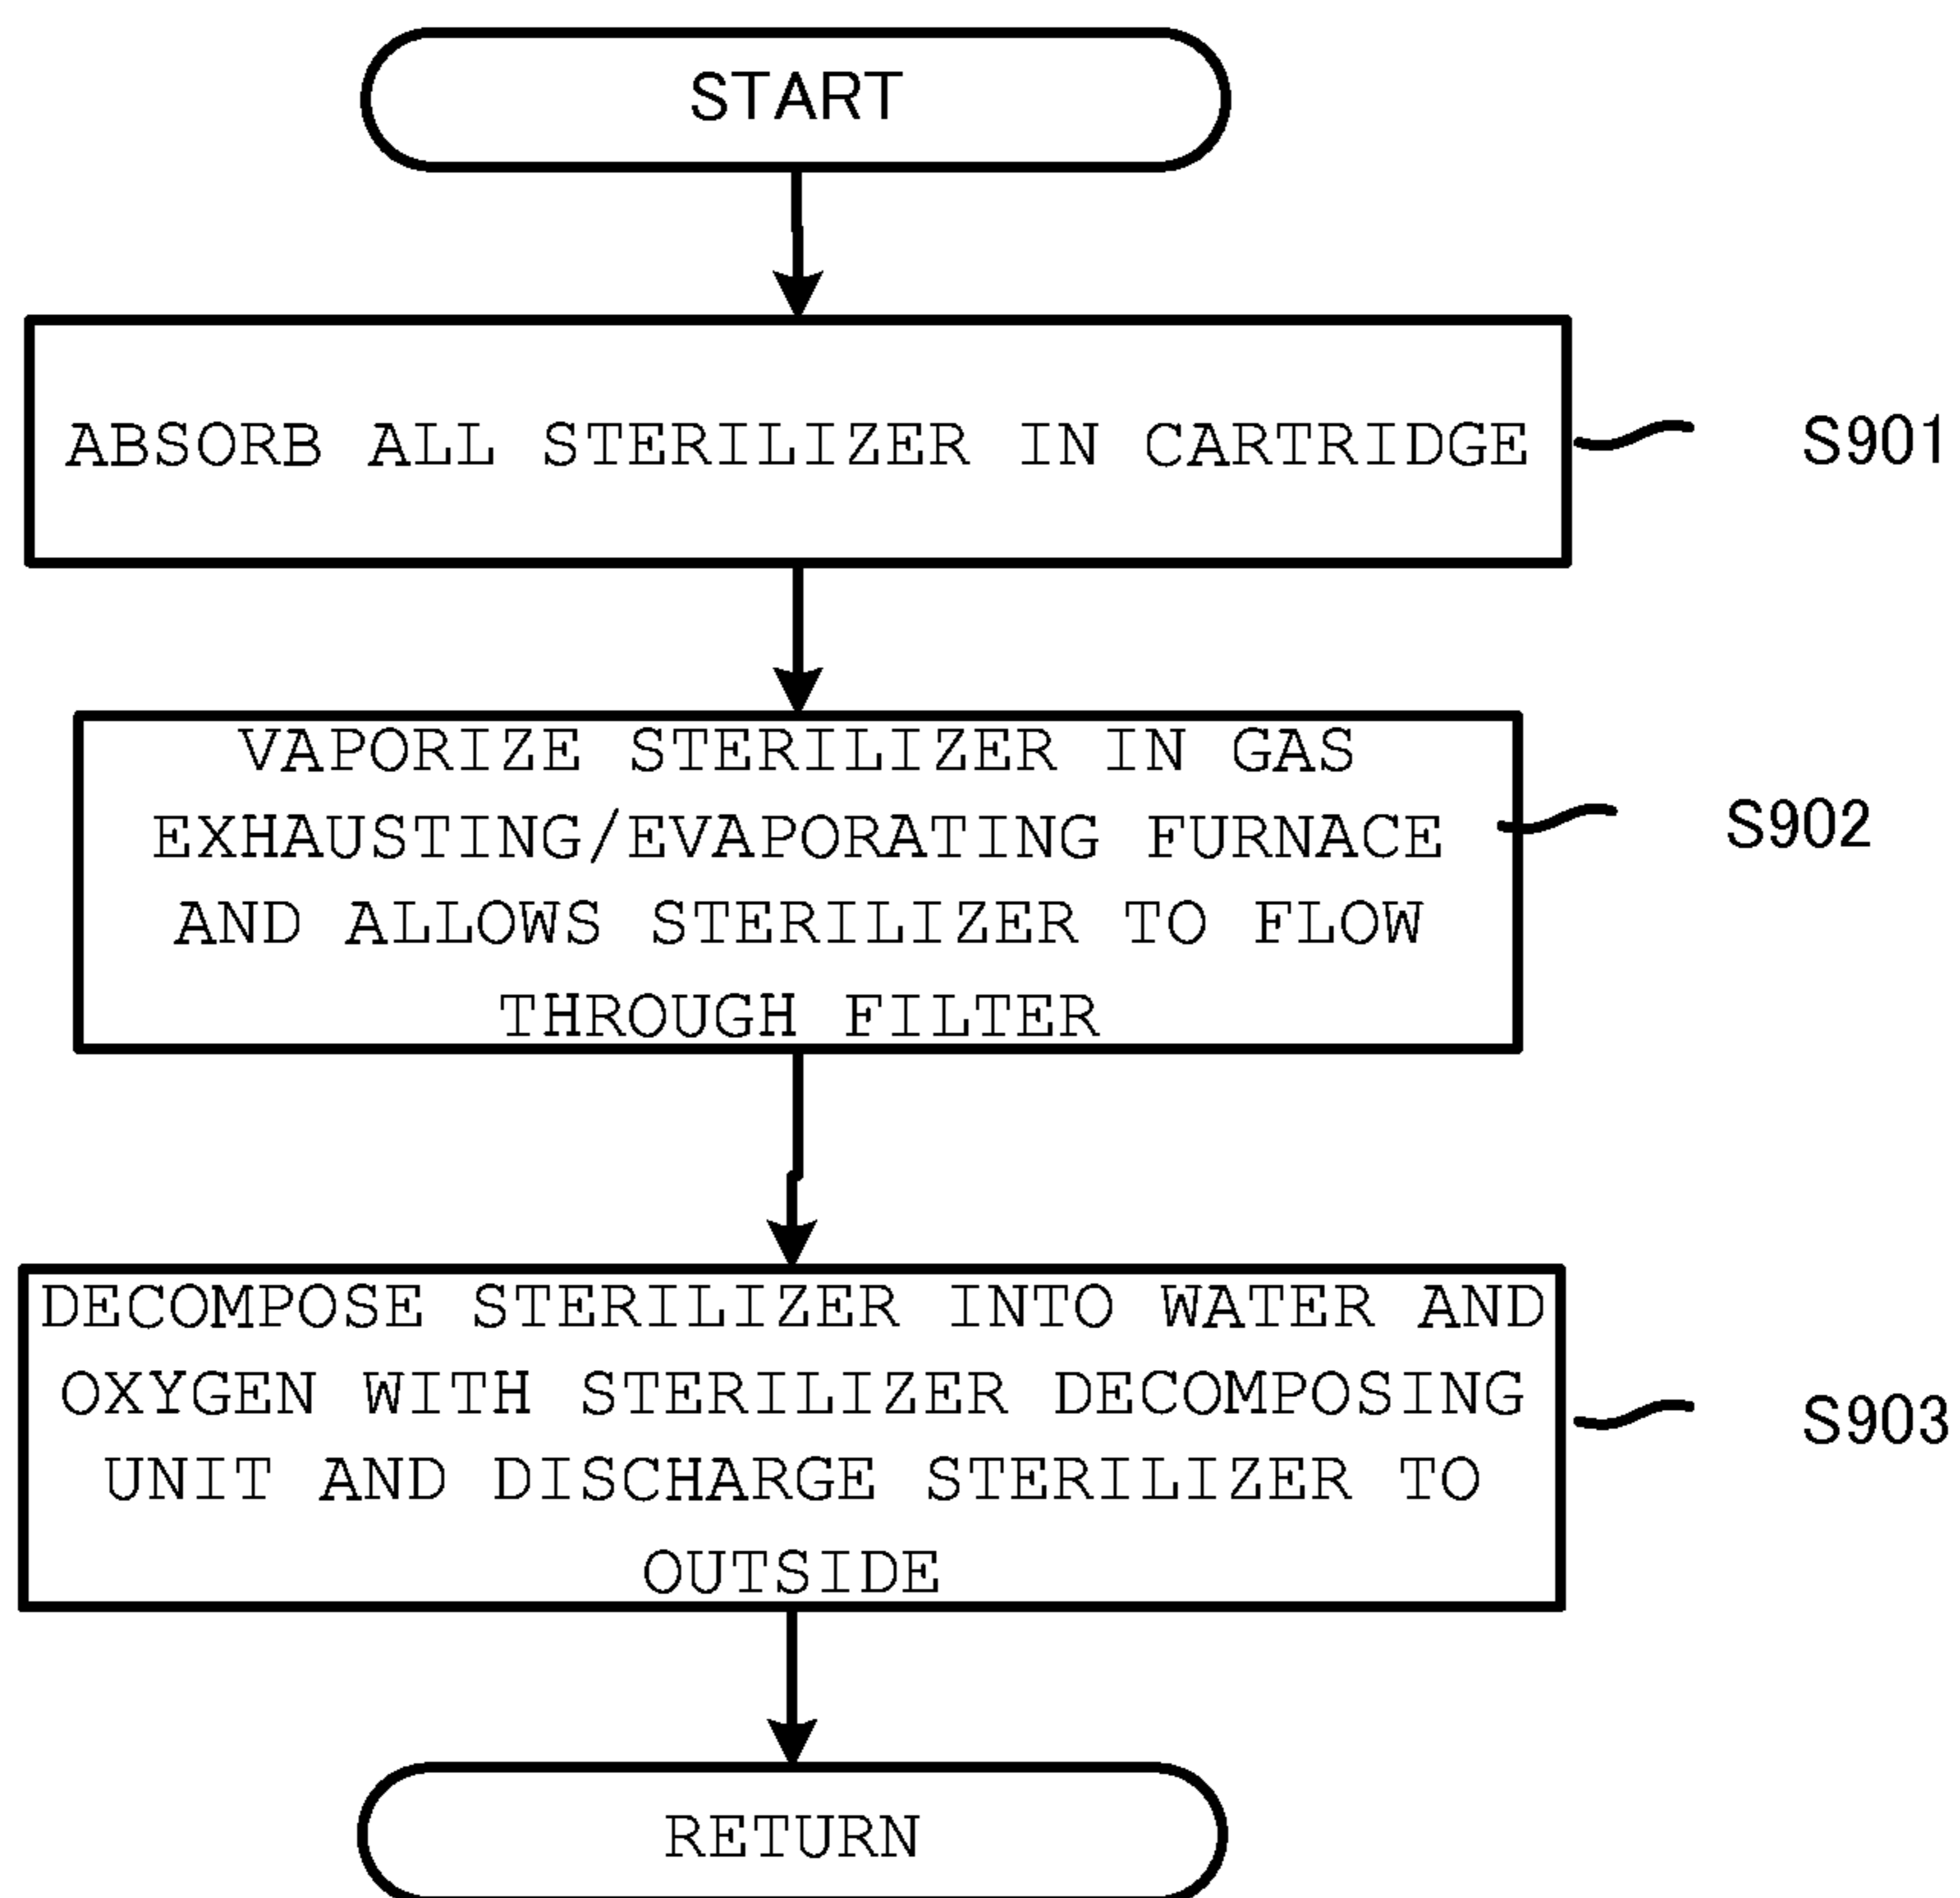 START
ABSORB ALL STERILIZER IN CARTRIDGE
S901
VAPORIZE STERILIZER IN GAS
EXHAUSTING/EVAPORATING FURNACE
AND ALLOWS STERILIZER TO FLOW
THROUGH FILTER
S902
DECOMPOSE STERILIZER INTO WATER AND
OXYGEN WITH STERILIZER DECOMPOSING
UNIT AND DISCHARGE STERILIZER TO
OUTSIDE
S903
RETURN